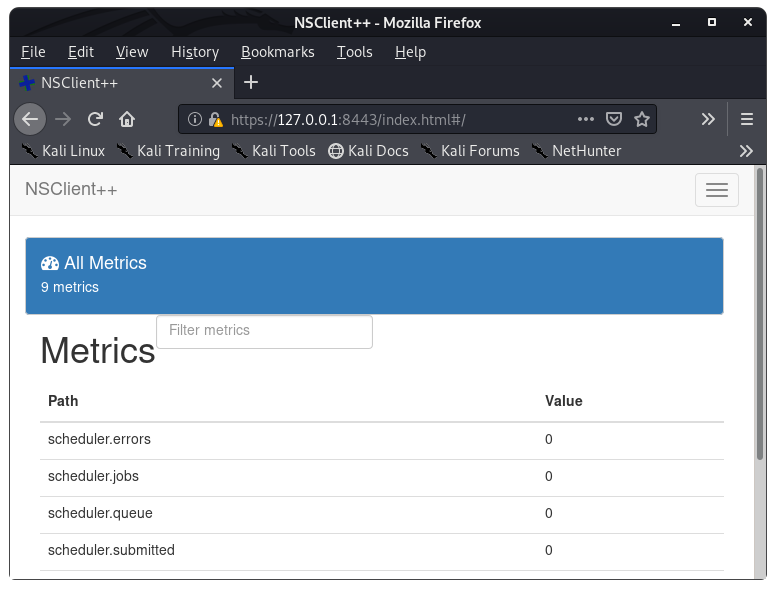 NSClient++ - Mozilla Firefox
File Edit View History Bookmarks Tools Help
NSClient++
https://127.0.0.1:8443/index.html#/
Kali Linux Kali Training Kali Tools Kali Docs Kali Forums NetHunter
NSClient++
All Metrics
9 metrics
Filter metrics
Metrics
Path Value
scheduler.errors 0
scheduler.jobs 0
scheduler.queue 0
scheduler.submitted 0